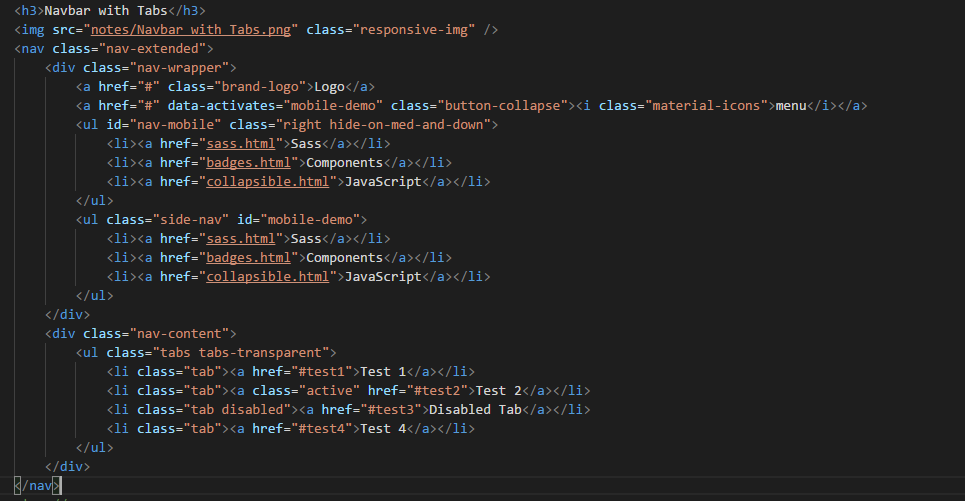 <h3>Navbar with Tabs</h3>
<img src="notes/Navbar with Tabs.png" class="responsive-img" />
<nav class="nav-extended">
    <div class="nav-wrapper">
        <a href="#" class="brand-logo">Logo</a>
        <a href="#" data-activates="mobile-demo" class="button-collapse"><i class="material-icons">menu</i></a>
        <ul id="nav-mobile" class="right hide-on-med-and-down">
            <li><a href="sass.html">Sass</a></li>
            <li><a href="badges.html">Components</a></li>
            <li><a href="collapsible.html">JavaScript</a></li>
        </ul>
        <ul class="side-nav" id="mobile-demo">
            <li><a href="sass.html">Sass</a></li>
            <li><a href="badges.html">Components</a></li>
            <li><a href="collapsible.html">JavaScript</a></li>
        </ul>
    </div>
    <div class="nav-content">
        <ul class="tabs tabs-transparent">
            <li class="tab"><a href="#test1">Test 1</a></li>
            <li class="tab"><a class="active" href="#test2">Test 2</a></li>
            <li class="tab disabled"><a href="#test3">Disabled Tab</a></li>
            <li class="tab"><a href="#test4">Test 4</a></li>
        </ul>
    </div>
</nav>